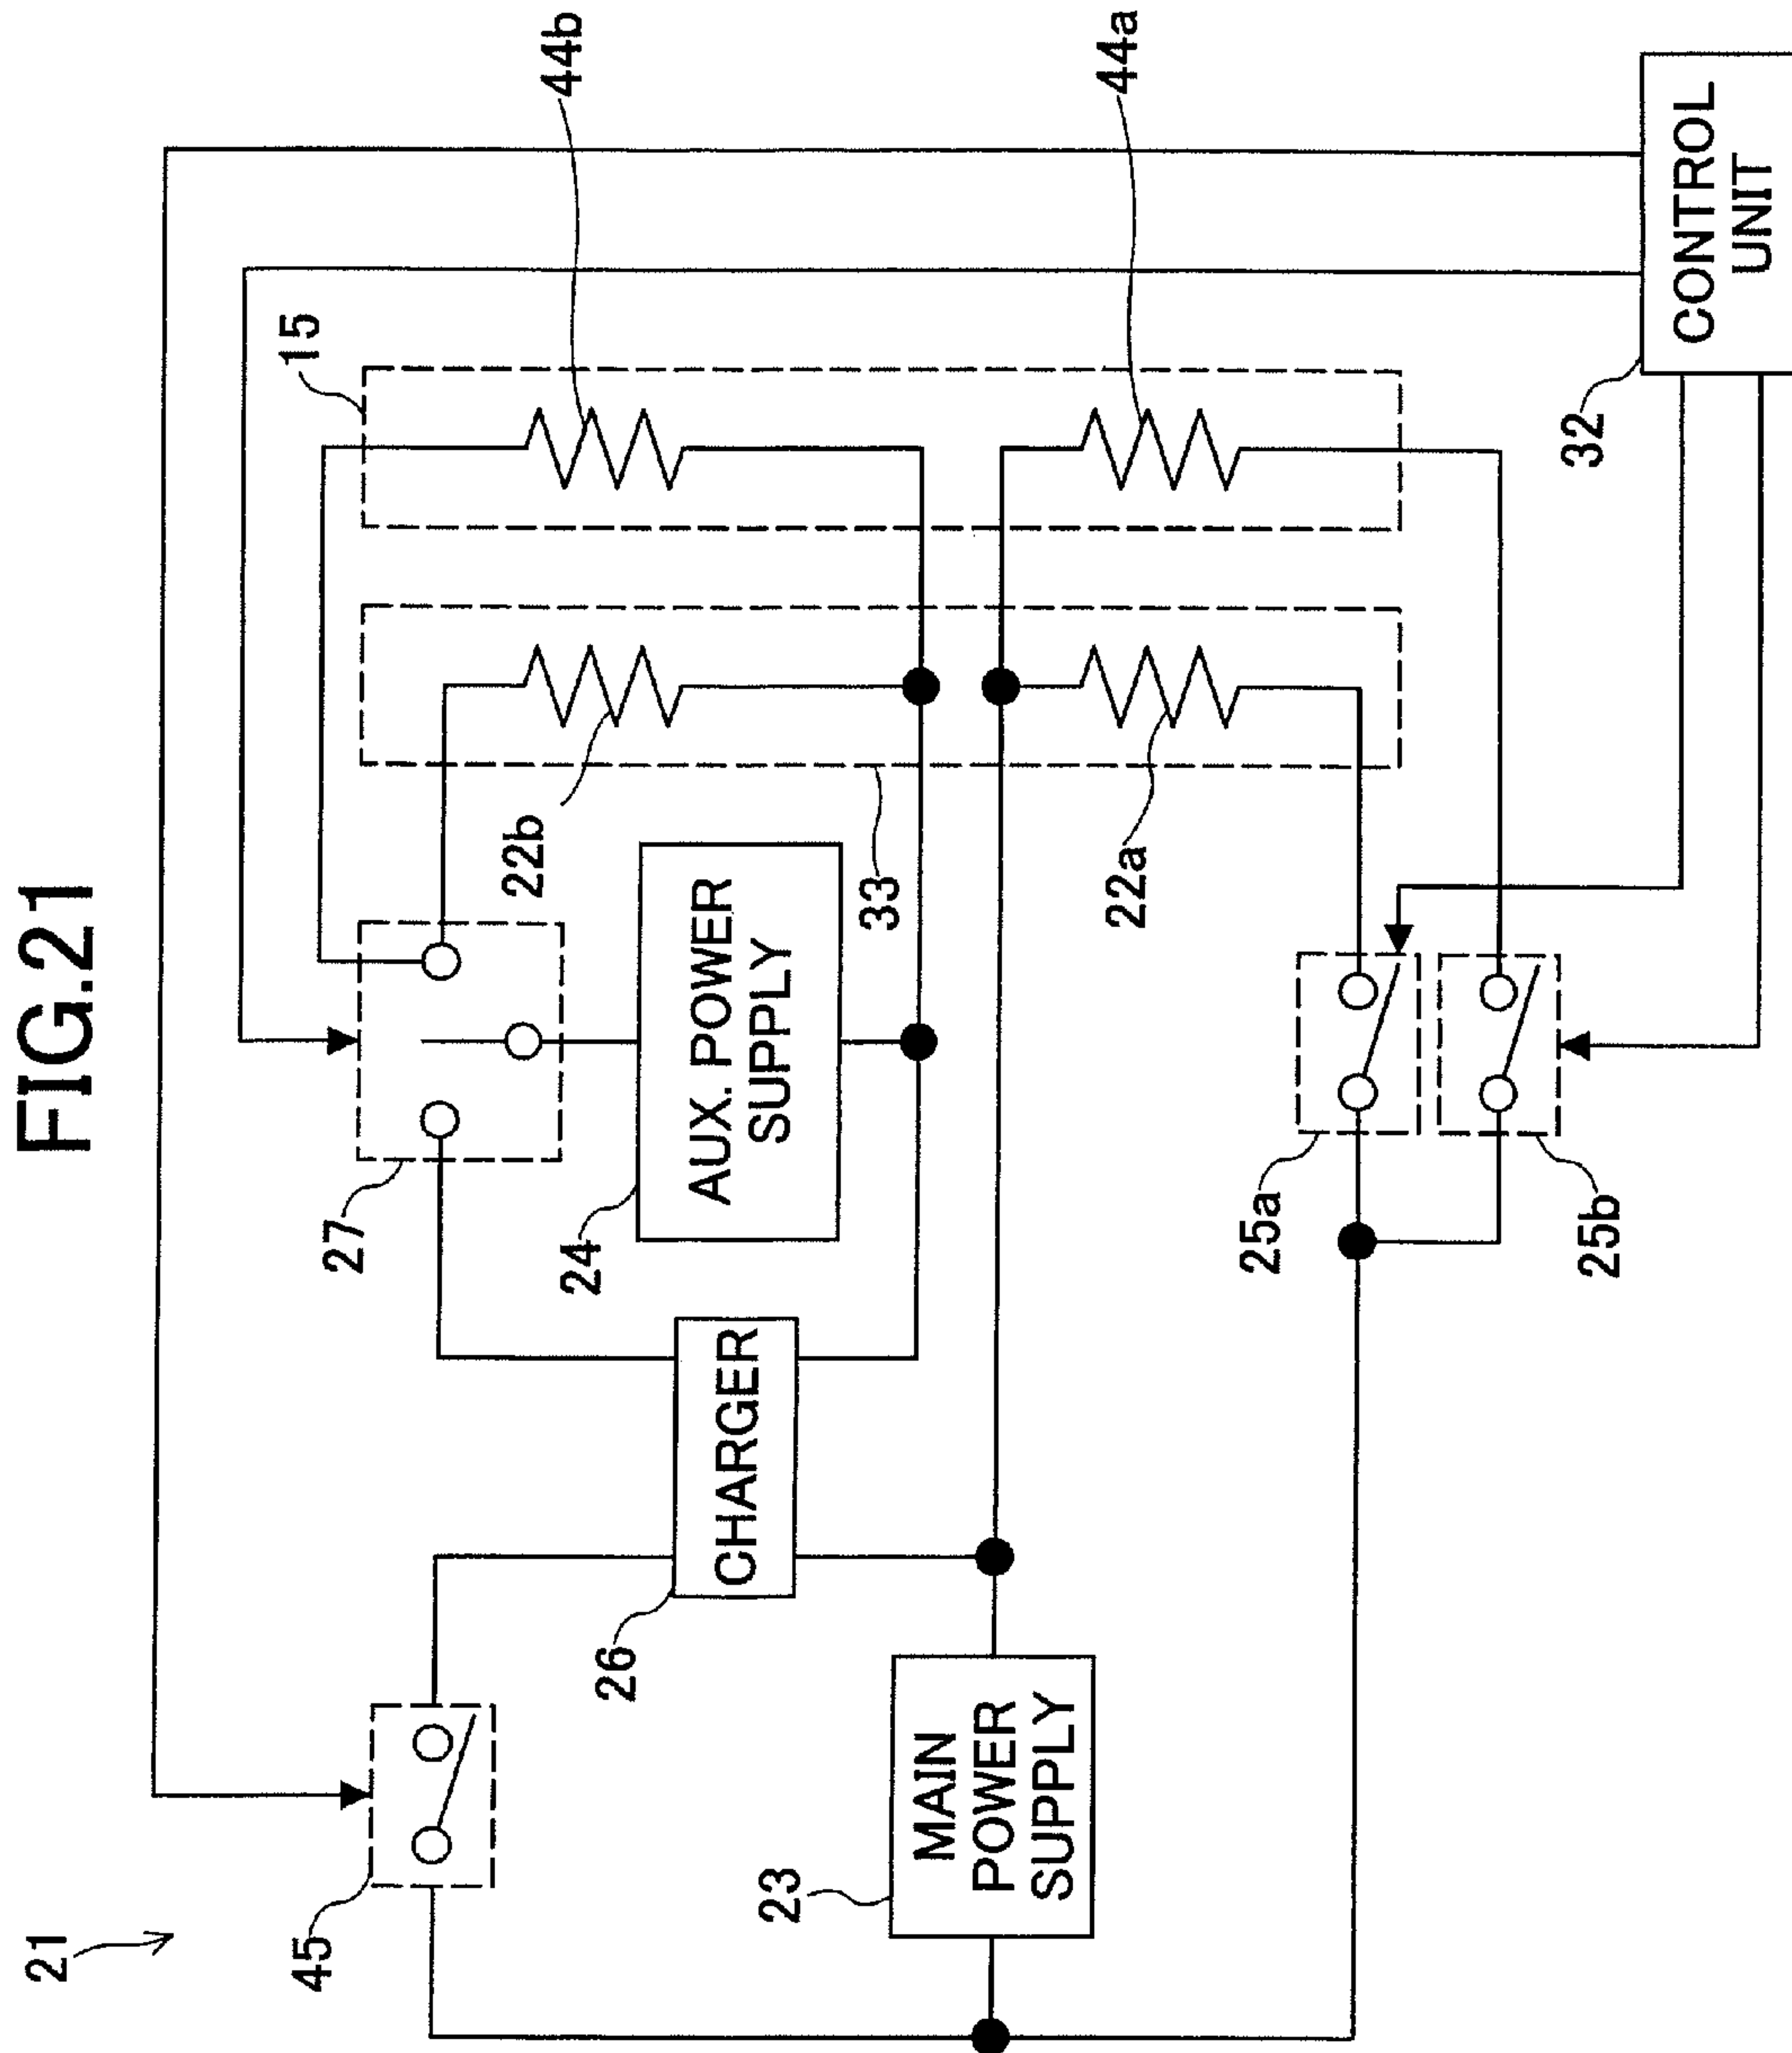 FIG.21
21
45
27
15
44b
22b
24
AUX. POWER
SUPPLY
26
CHARGER
33
23
MAIN
POWER
SUPPLY
22a
44a
25a
25b
32
CONTROL
UNIT